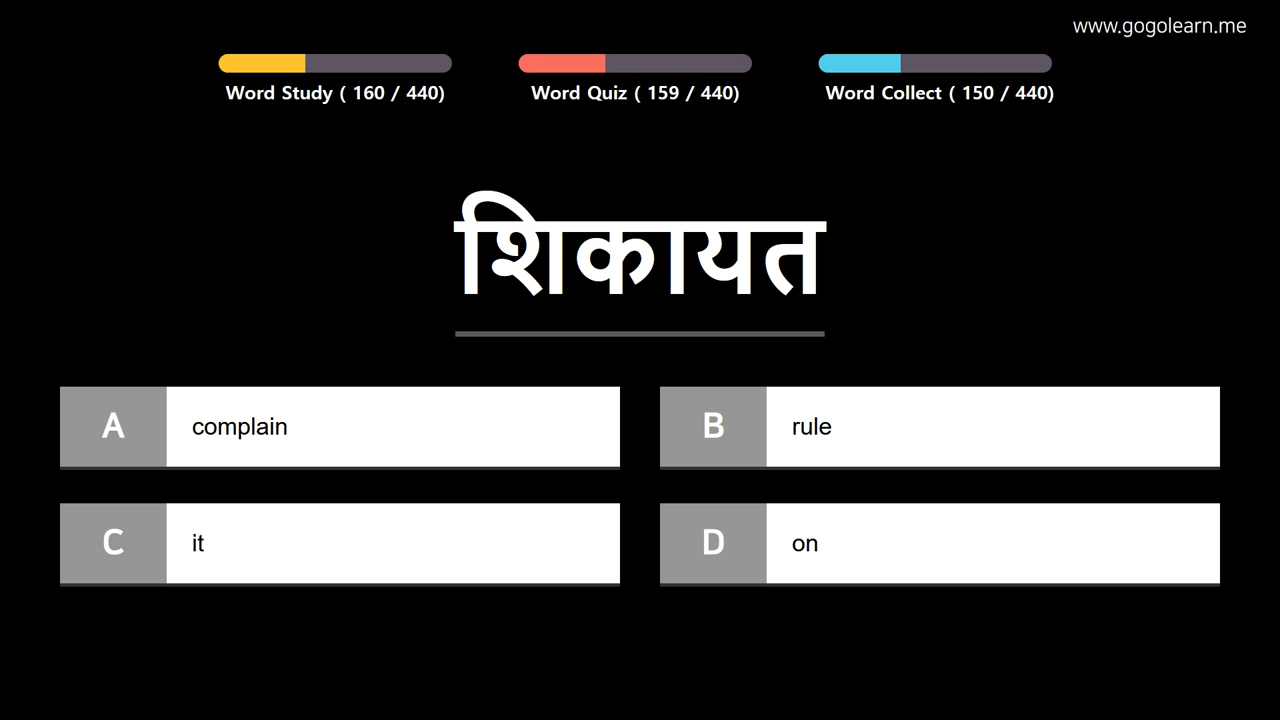 www.gogolearn.me
Word Study ( 160 / 440)
Word Quiz ( 159 / 440)
Word Collect ( 150 / 440)
शिकायत
A complain
B rule
C it
D on